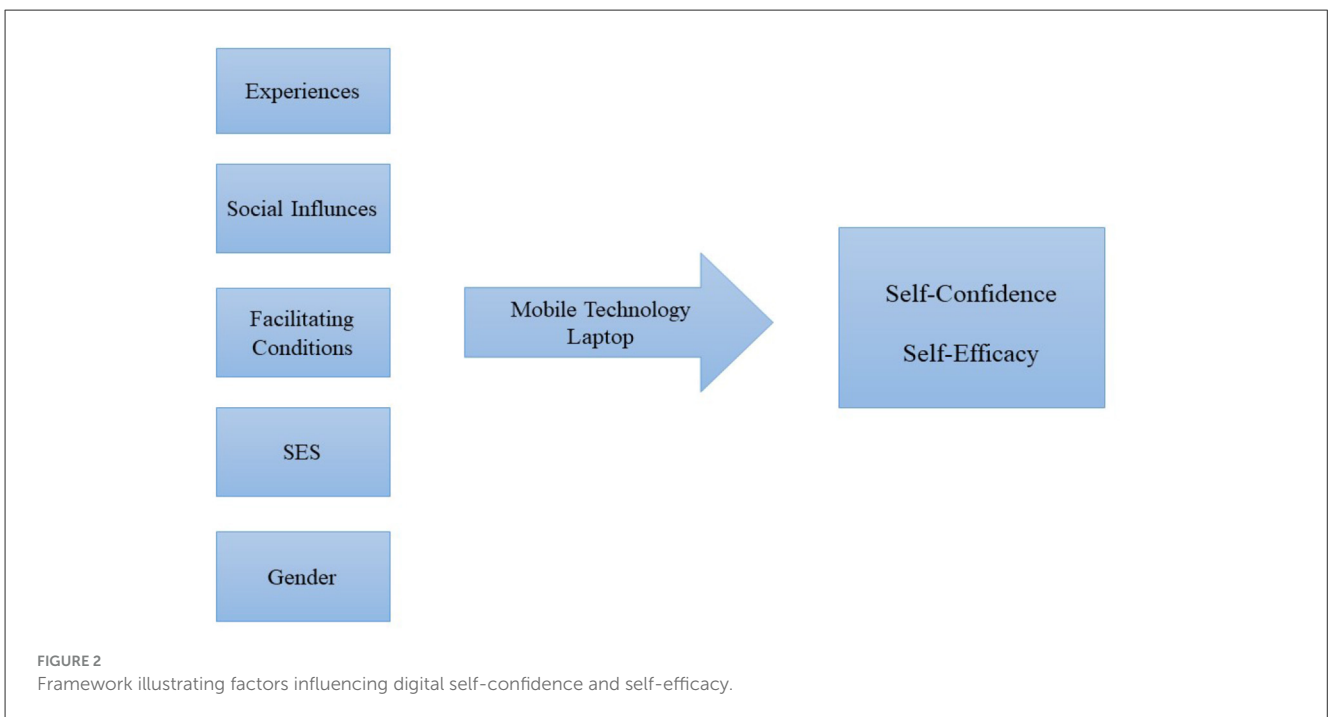 Experiences
Social Influnces
Facilitating
Conditions
SES
Gender
Mobile Technology
Laptop
Self-Confidence
Self-Efficacy
FIGURE 2
Framework illustrating factors influencing digital self-confidence and self-efficacy.